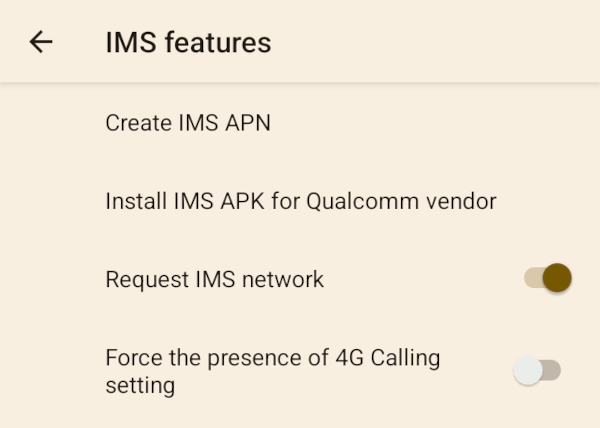 IMS features
Create IMS APN
Install IMS APK for Qualcomm vendor
Request IMS network
Force the presence of 4G Calling
setting